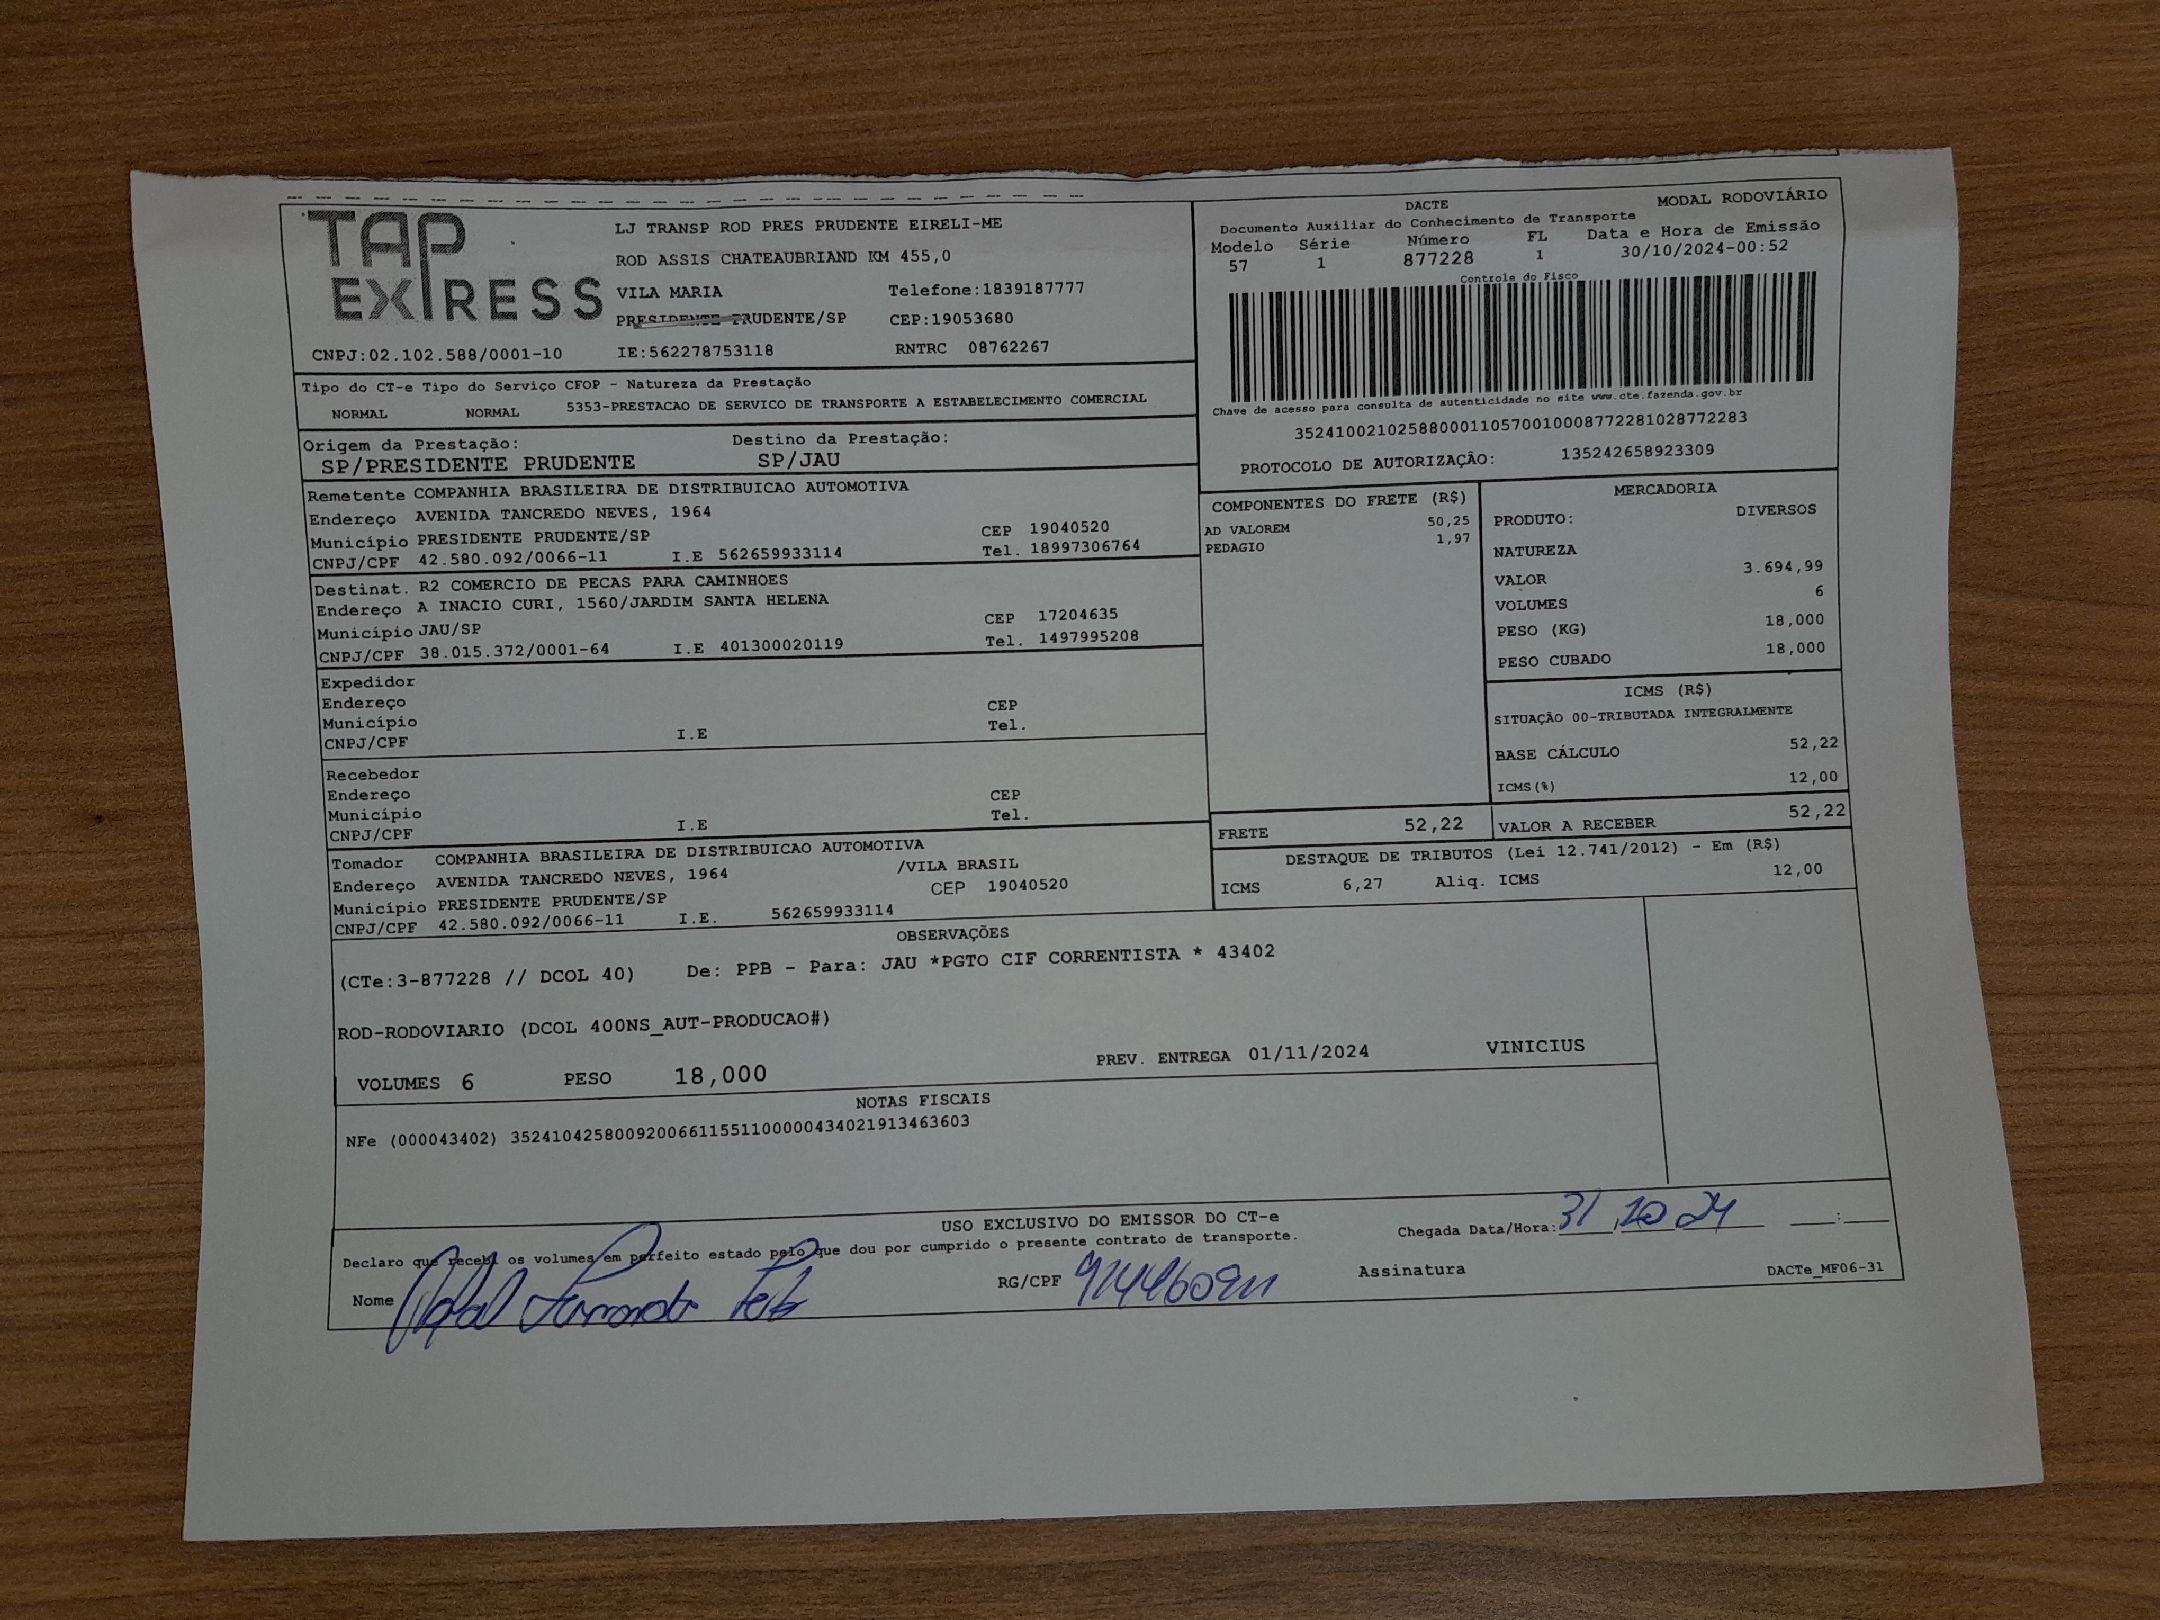 TAP EXPRESS
CNPJ:02.102.588/0001-10
LJ TRANSP ROD PRES PRUDENTE EIRELI-ME
ROD ASSIS CHATEAUBRIAND KM 455,0
VILA MARIA Telefone:1839187777
PRESIDENTE PRUDENTE/SP CEP:19053680
IE:562278753118 RNTRC 08762267
DACTE MODAL RODOVIÁRIO
Documento Auxiliar do Conhecimento de Transporte
Modelo Série Número FL Data e Hora de Emissão
57 1 877228 1 30/10/2024-00:52
Controle do Fisco
Chave de acesso para consulta de autenticidade no site www.cte.fazenda.gov.br
35241002102588000110570010008772281028772283
PROTOCOLO DE AUTORIZAÇÂO: 135242658923309
Tipo do CT-e Tipo do Serviço CFOP - Natureza da Prestação
NORMAL NORMAL 5353-PRESTACAO DE SERVICO DE TRANSPORTE A ESTABELECIMENTO COMERCIAL
Origem da Prestação: Destino da Prestação:
SP/PRESIDENTE PRUDENTE SP/JAU
Remetente COMPANHIA BRASILEIRA DE DISTRIBUICAO AUTOMOTIVA
Endereço AVENIDA TANCREDO NEVES, 1964
Município PRESIDENTE PRUDENTE/SP CEP 19040520
CNPJ/CPF 42.580.092/0066-11 I.E 562659933114 Tel. 18997306764
Destinat. R2 COMERCIO DE PECAS PARA CAMINHOES
Endereço A INACIO CURI, 1560/JARDIM SANTA HELENA
Município JAU/SP CEP 17204635
CNPJ/CPF 38.015.372/0001-64 I.E 401300020119 Tel. 1497995208
Expedidor
Endereço
Município CEP
CNPJ/CPF I.E Tel.
Recebedor
Endereço
Município CEP
CNPJ/CPF I.E Tel.
Tomador COMPANHIA BRASILEIRA DE DISTRIBUICAO AUTOMOTIVA
Endereço AVENIDA TANCREDO NEVES, 1964 /VILA BRASIL
Município PRESIDENTE PRUDENTE/SP CEP 19040520
CNPJ/CPF 42.580.092/0066-11 I.E. 562659933114
COMPONENTES DO FRETE (R$)
AD VALOREM 50,25
PEDAGIO 1,97
MERCADORIA
PRODUTO: DIVERSOS
NATUREZA
VALOR 3.694,99
VOLUMES 6
PESO (KG) 18,000
PESO CUBADO 18,000
ICMS (R$)
SITUAÇÃO 00-TRIBUTADA INTEGRALMENTE
BASE CÁLCULO 52,22
ICMS(%) 12,00
FRETE 52,22 VALOR A RECEBER 52,22
DESTAQUE DE TRIBUTOS (Lei 12.741/2012) - Em (R$)
ICMS 6,27 Aliq. ICMS 12,00
OBSERVAÇÕES
(CTe:3-877228 // DCOL 40) De: PPB - Para: JAU *PGTO CIF CORRENTISTA * 43402
ROD-RODOVIARIO (DCOL 400NS_AUT-PRODUCAO#)
VOLUMES 6 PESO 18,000 PREV. ENTREGA 01/11/2024 VINICIUS
NOTAS FISCAIS
NFe (000043402) 35241042580092006611551100000434021913463603
USO EXCLUSIVO DO EMISSOR DO CT-e
Declaro que recebi os volumes em perfeito estado pelo que dou por cumprido o presente contrato de transporte.
Chegada Data/Hora: 31/10 24 :
Nome RG/CPF Assinatura DACTe_MF06-31